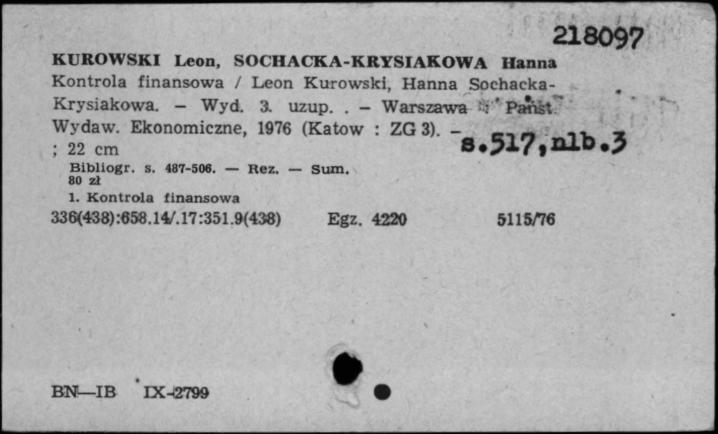 218097
KUROWSKI Leon, SOCHACKA-KRYSIAKOWA Hanna
Kontrola finansowa / Leon Kurowski, Hanna Sochacka-
Krysiakowa. — Wyd. 3. uzup. . — Warszawa : Państ.
Wydaw. Ekonomiczne, 1976 (Katow : ZG 3). — s.517,nlb.3
; 22 cm
Bibliogr. s. 487-506. — Rez. — Sum.
80 zł
1. Kontrola finansowa
336(438):658.14/.17:351.9(438) Egz. 4220 5115/76
BN—IB IX-2799